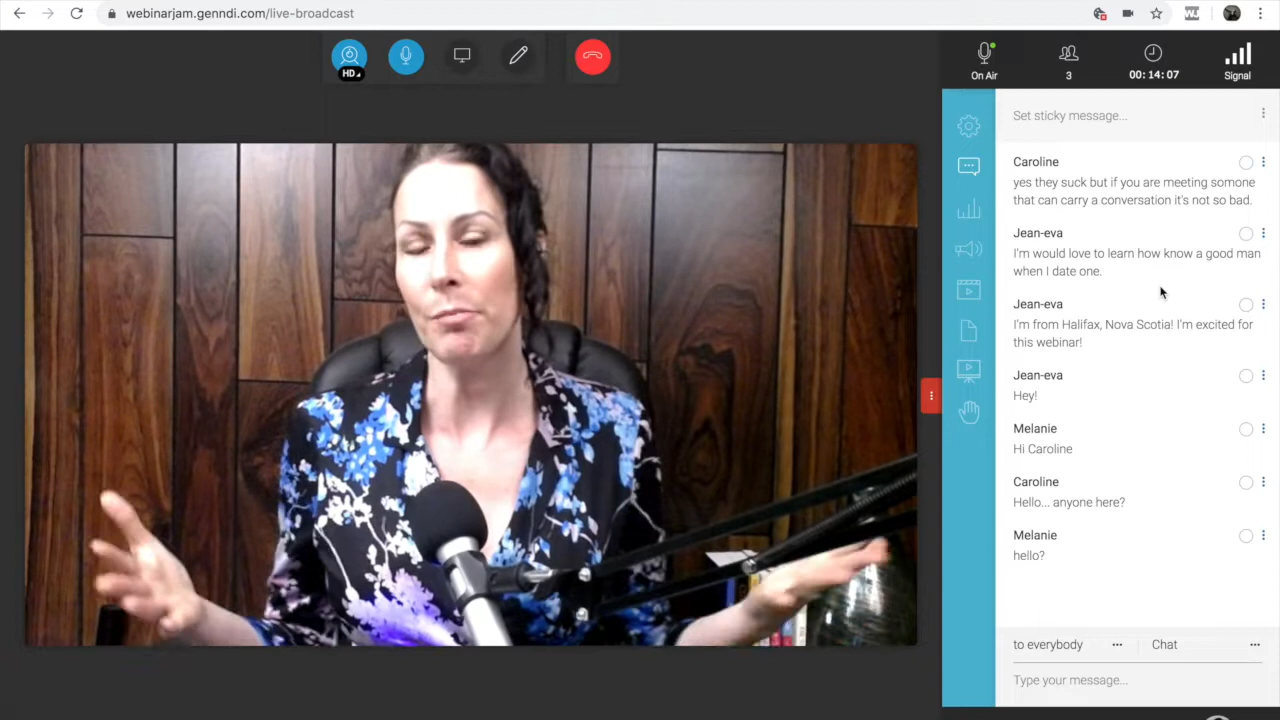 webinarjam.genndi.com/live-broadcast
HD
On Air
3
00:14:07
Signal
Set sticky message...
Caroline
yes they suck but if you are meeting somone
that can carry a conversation it's not so bad.
Jean-eva
I'm would love to learn how know a good man
when I date one.
Jean-eva
I'm from Halifax, Nova Scotia! I'm excited for
this webinar!
Jean-eva
Hey!
Melanie
Hi Caroline
Caroline
Hello... anyone here?
Melanie
hello?
to everybody
Chat
Type your message...